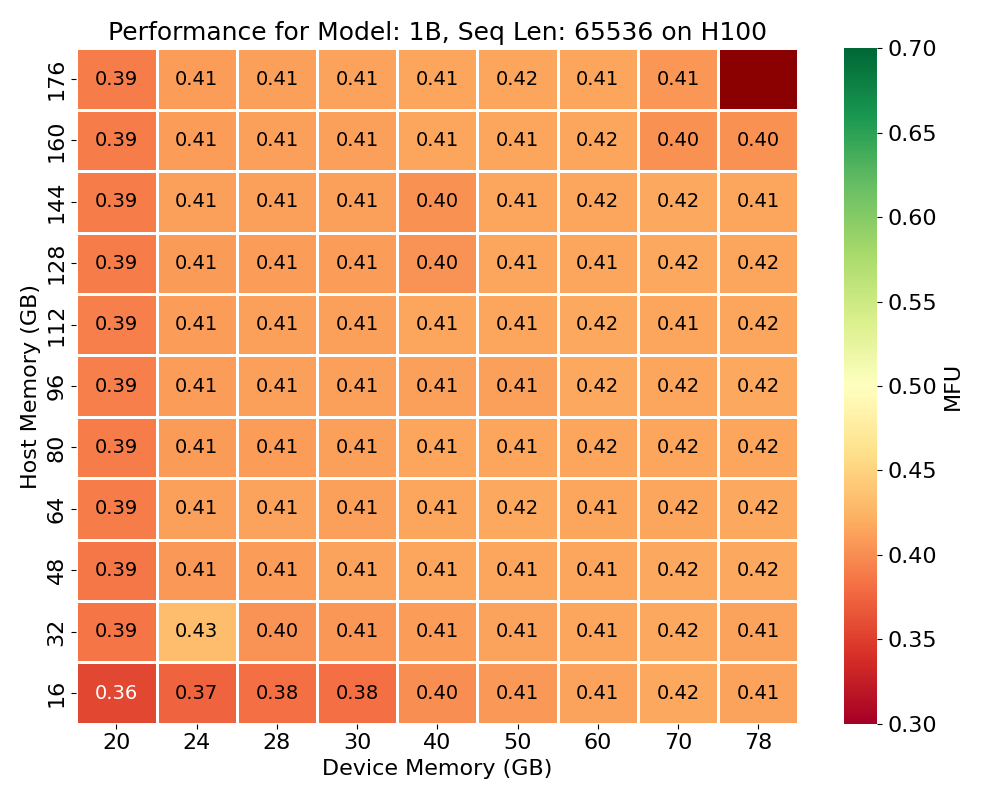 Performance for Model: 1B, Seq Len: 65536 on H100
176 0.39 0.41 0.41 0.41 0.41 0.42 0.41 0.41
160 0.39 0.41 0.41 0.41 0.41 0.41 0.42 0.40 0.40
144 0.39 0.41 0.41 0.41 0.40 0.41 0.42 0.42 0.41
128 0.39 0.41 0.41 0.41 0.40 0.41 0.41 0.42 0.42
112 0.39 0.41 0.41 0.41 0.41 0.41 0.42 0.41 0.42
96 0.39 0.41 0.41 0.41 0.41 0.41 0.42 0.42 0.42
80 0.39 0.41 0.41 0.41 0.41 0.41 0.42 0.42 0.42
64 0.39 0.41 0.41 0.41 0.41 0.42 0.41 0.42 0.42
48 0.39 0.41 0.41 0.41 0.41 0.41 0.41 0.42 0.42
32 0.39 0.43 0.40 0.41 0.41 0.41 0.41 0.42 0.41
16 0.36 0.37 0.38 0.38 0.40 0.41 0.41 0.42 0.41
20 24 28 30 40 50 60 70 78
Device Memory (GB)
Host Memory (GB)
0.70
0.65
0.60
0.55
0.50
0.45
0.40
0.35
0.30
MFU